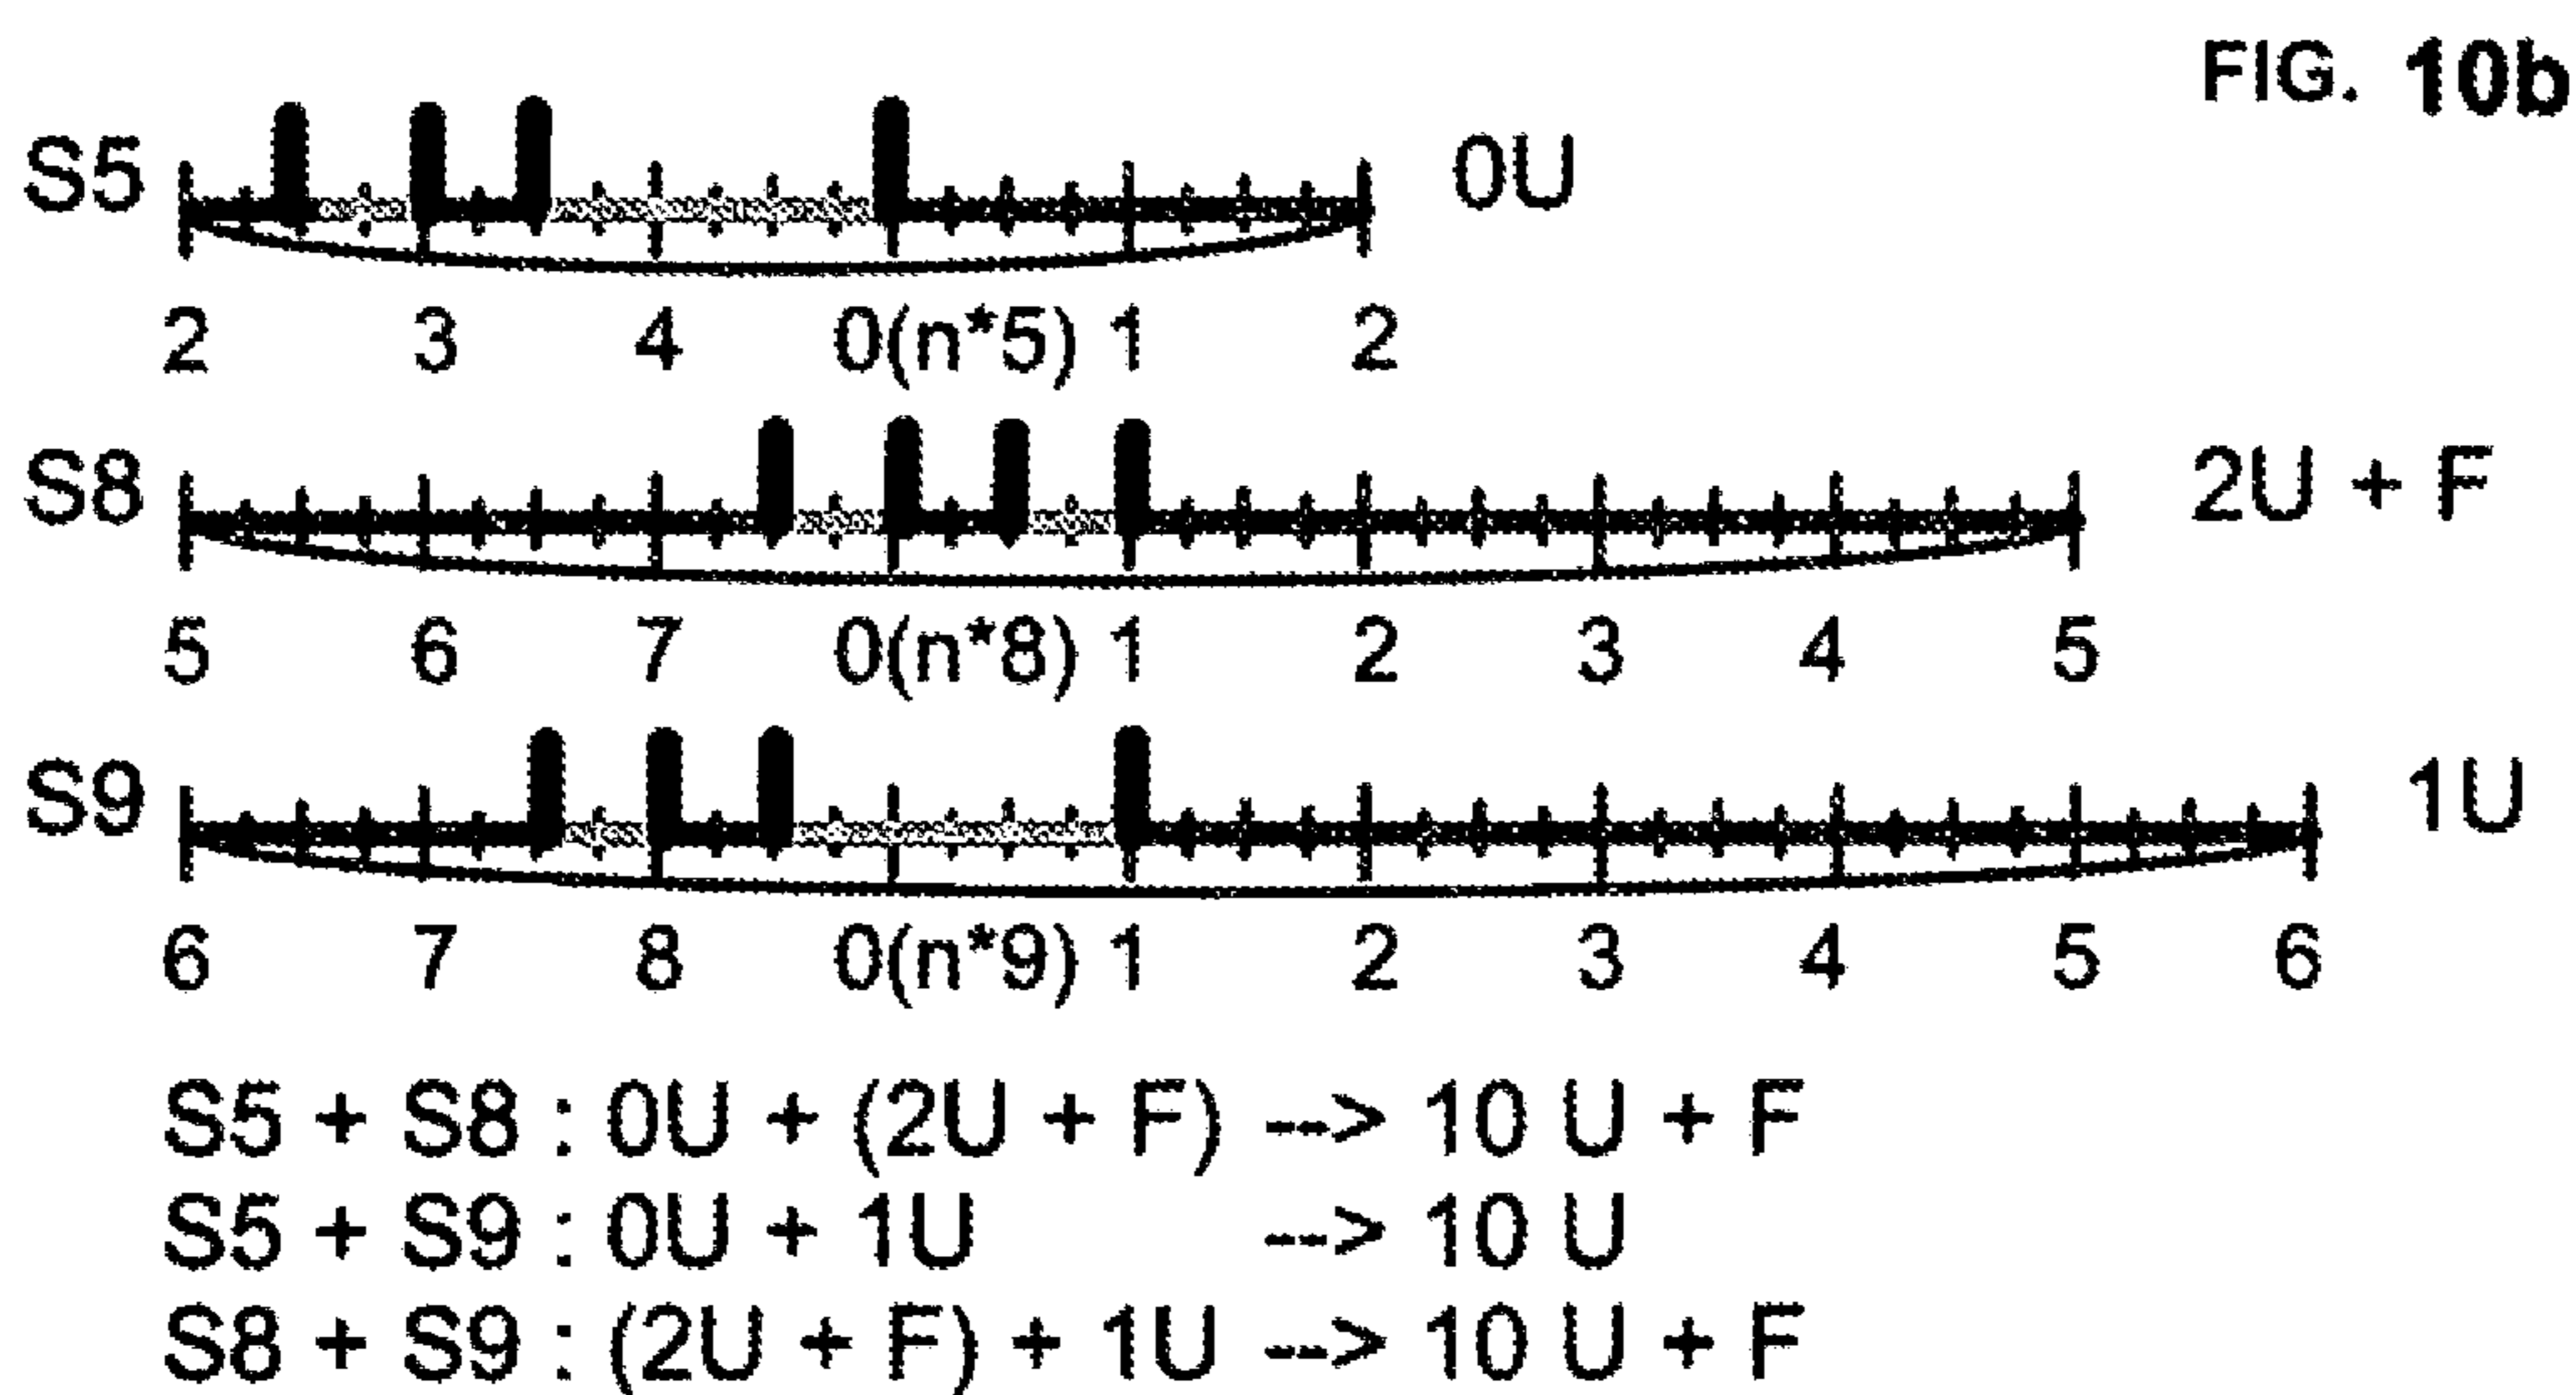 FIG. 10b
S5 0U
2 3 4 0(n*5) 1 2
S8 2U + F
5 6 7 0(n*8) 1 2 3 4 5
S9 1U
6 7 8 0(n*9) 1 2 3 4 5 6
S5 + S8 : 0U + (2U + F) --> 10 U + F
S5 + S9 : 0U + 1U --> 10 U
S8 + S9 : (2U + F) + 1U --> 10 U + F